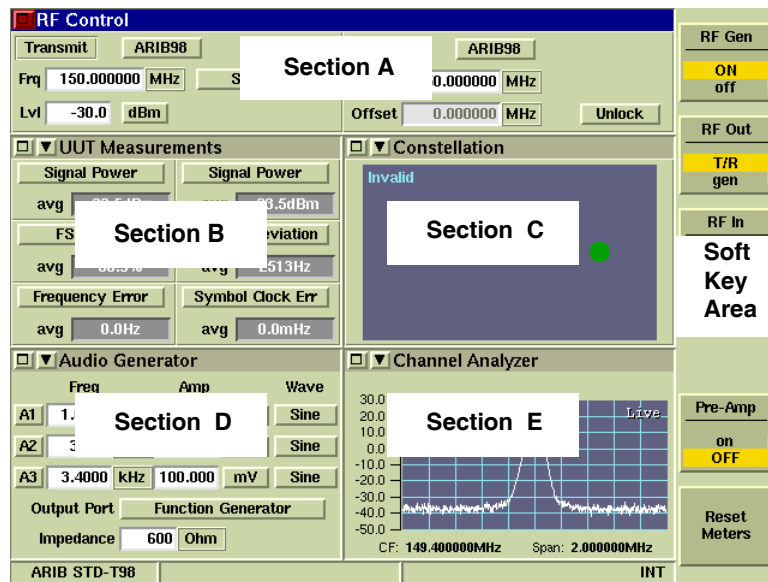 RF Control
Transmit ARIB98 ARIB98
Section A
Frq 150.000000 MHz 0.000000 MHz
Lvl -30.0 dBm Offset 0.000000 MHz Unlock
UUT Measurements
Signal Power Signal Power
avg 3.5dBm
Section B
avg 2513Hz
Frequency Error Symbol Clock Err
avg 0.0Hz avg 0.0mHz
Constellation
Invalid
Section C
Audio Generator
Freq Amp Wave
A1 Sine
Section D
A2 Sine
A3 3.4000 kHz 100.000 mV Sine
Output Port Function Generator
Impedance 600 Ohm
Channel Analyzer
30.0
20.0 Live
10.0
0.0
Section E
-10.0
-20.0
-30.0
-40.0
-50.0
CF: 149.400000MHz Span: 2.000000MHz
ARIB STD-T98 INT
RF Gen
ON
off
RF Out
T/R
gen
RF In
Soft
Key
Area
Pre-Amp
on
OFF
Reset
Meters